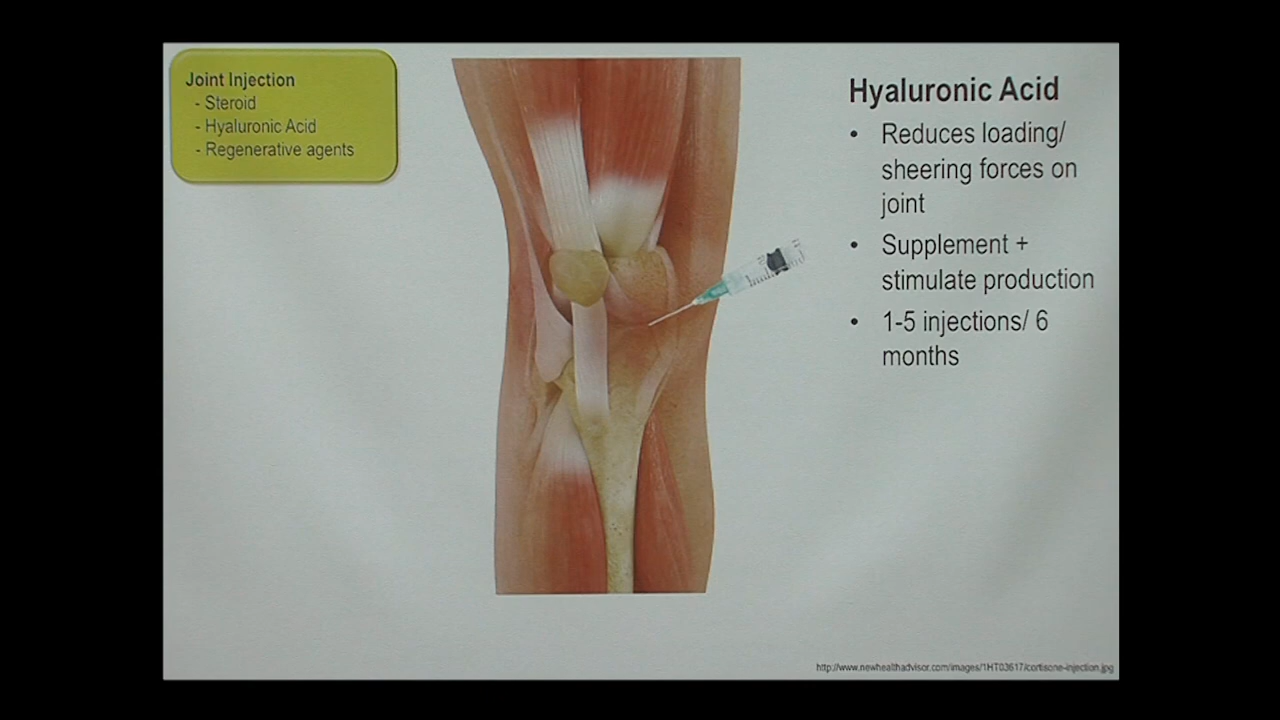 Joint Injection
- Steroid
- Hyaluronic Acid
- Regenerative agents
Hyaluronic Acid
• Reduces loading/
sheering forces on
joint
• Supplement +
stimulate production
• 1-5 injections/ 6
months
http://www.newhealthadvisor.com/images/1HT03617/cortisone-injection.jpg